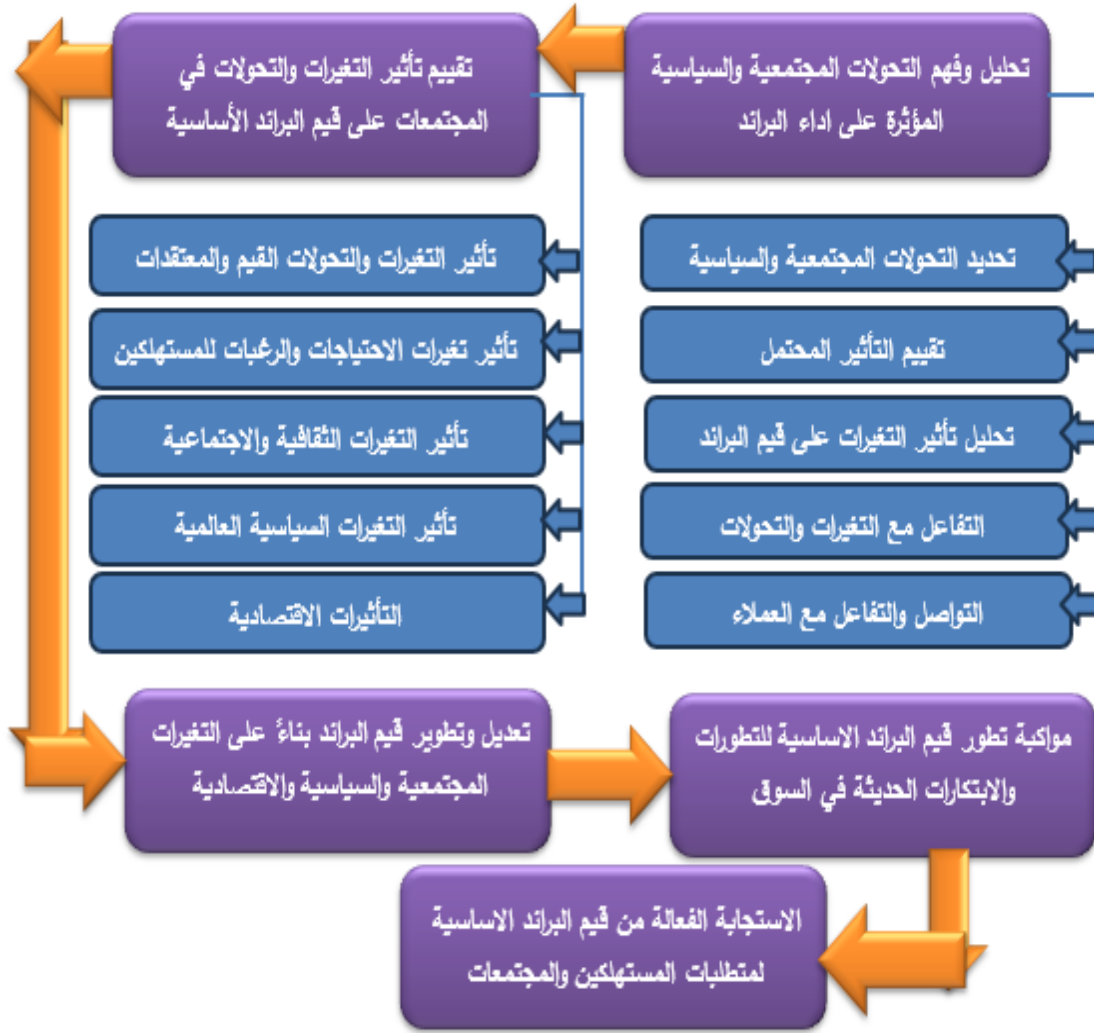 تحليل وفهم التحولات المجتمعية والسياسية
المؤثرة على اداء البراند
تحديد التحولات المجتمعية والسياسية
تقييم التأثير المحتمل
تحليل تأثير التغيرات على قيم البراند
التفاعل مع التغيرات والتحولات
التواصل والتفاعل مع العملاء
تقييم تأثير التغيرات والتحولات في
المجتمعات على قيم البراند الأساسية
تأثير التغيرات والتحولات القيم والمعتقدات
تأثير تغيرات الاحتياجات والرغبات للمستهلكين
تأثير التغيرات الثقافية والاجتماعية
تأثير التغيرات السياسية العالمية
التأثيرات الاقتصادية
تعديل وتطوير قيم البراند بناءً على التغيرات
المجتمعية والسياسية والاقتصادية
مواكبة تطور قيم البراند الاساسية للتطورات
والابتكارات الحديثة في السوق
الاستجابة الفعالة من قيم البراند الاساسية
لمتطلبات المستهلكين والمجتمعات